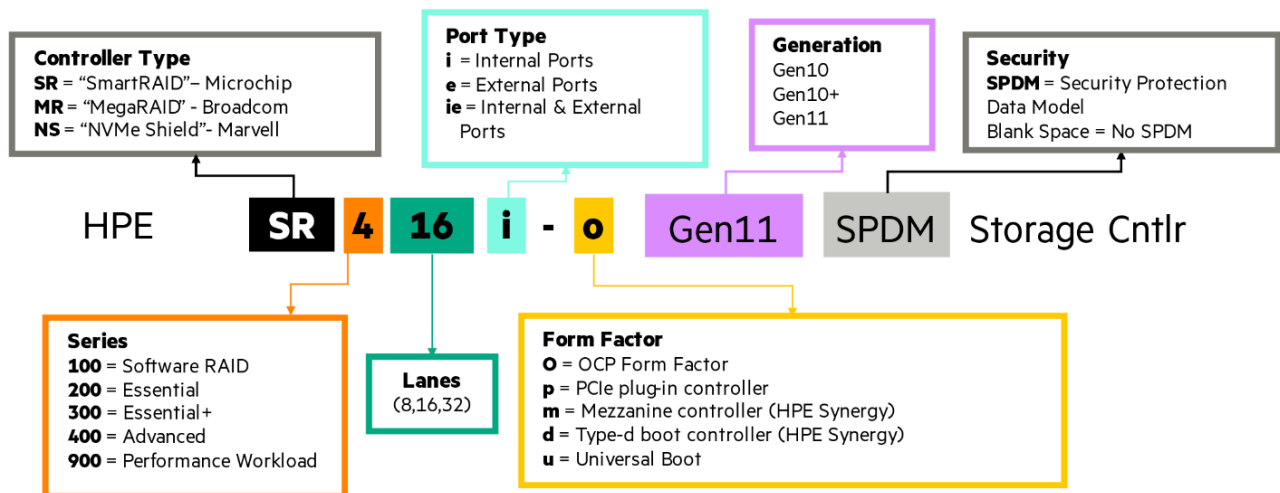 Controller Type
SR = “SmartRAID”– Microchip
MR = “MegaRAID” - Broadcom
NS = “NVMe Shield”- Marvell
Port Type
i = Internal Ports
e = External Ports
ie = Internal & External
Ports
Generation
Gen10
Gen10+
Gen11
Security
SPDM = Security Protection
Data Model
Blank Space = No SPDM
HPE SR 4 16 i - o Gen11 SPDM Storage Cntlr
Series
100 = Software RAID
200 = Essential
300 = Essential+
400 = Advanced
900 = Performance Workload
Lanes
(8,16,32)
Form Factor
O = OCP Form Factor
p = PCIe plug-in controller
m = Mezzanine controller (HPE Synergy)
d = Type-d boot controller (HPE Synergy)
u = Universal Boot